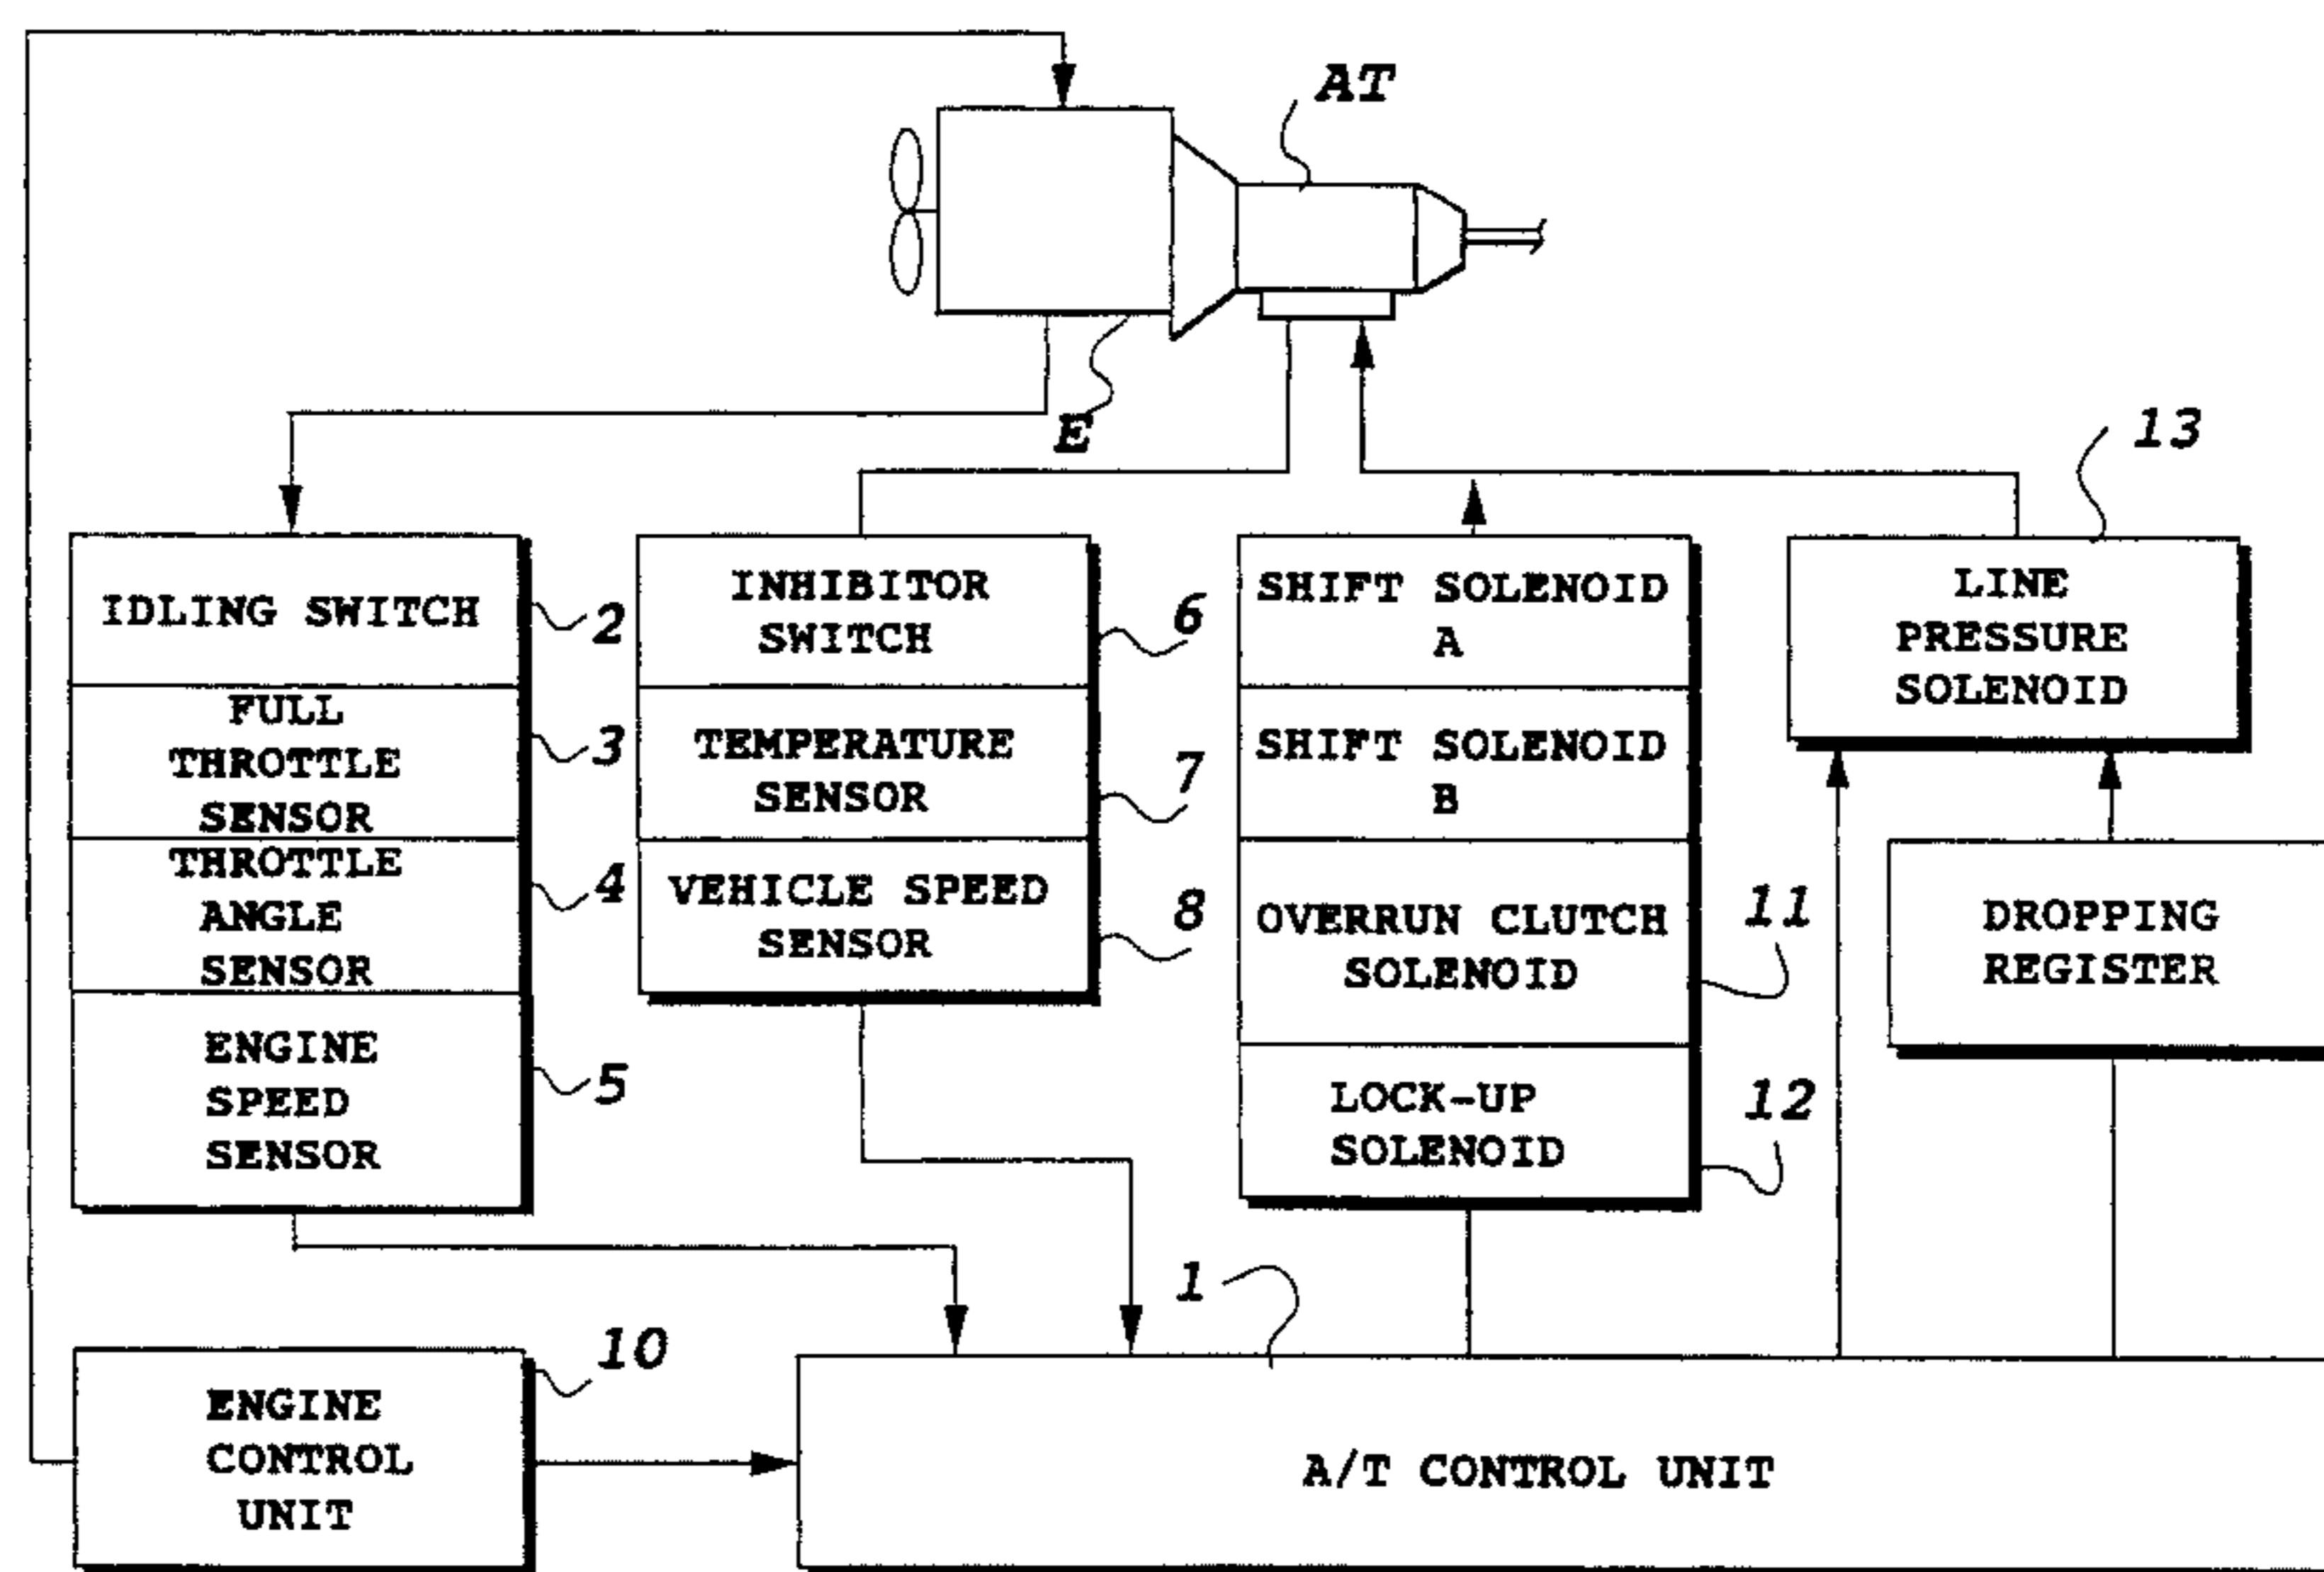 AT
E
13
IDLING SWITCH
2
FULL
THROTTLE
SENSOR
3
THROTTLE
ANGLE
SENSOR
4
ENGINE
SPEED
SENSOR
5
INHIBITOR
SWITCH
6
TEMPERATURE
SENSOR
7
VEHICLE SPEED
SENSOR
8
SHIFT SOLENOID
A
SHIFT SOLENOID
B
OVERRUN CLUTCH
SOLENOID
11
LOCK-UP
SOLENOID
12
LINE
PRESSURE
SOLENOID
DROPPING
REGISTER
1
10
ENGINE
CONTROL
UNIT
A/T CONTROL UNIT